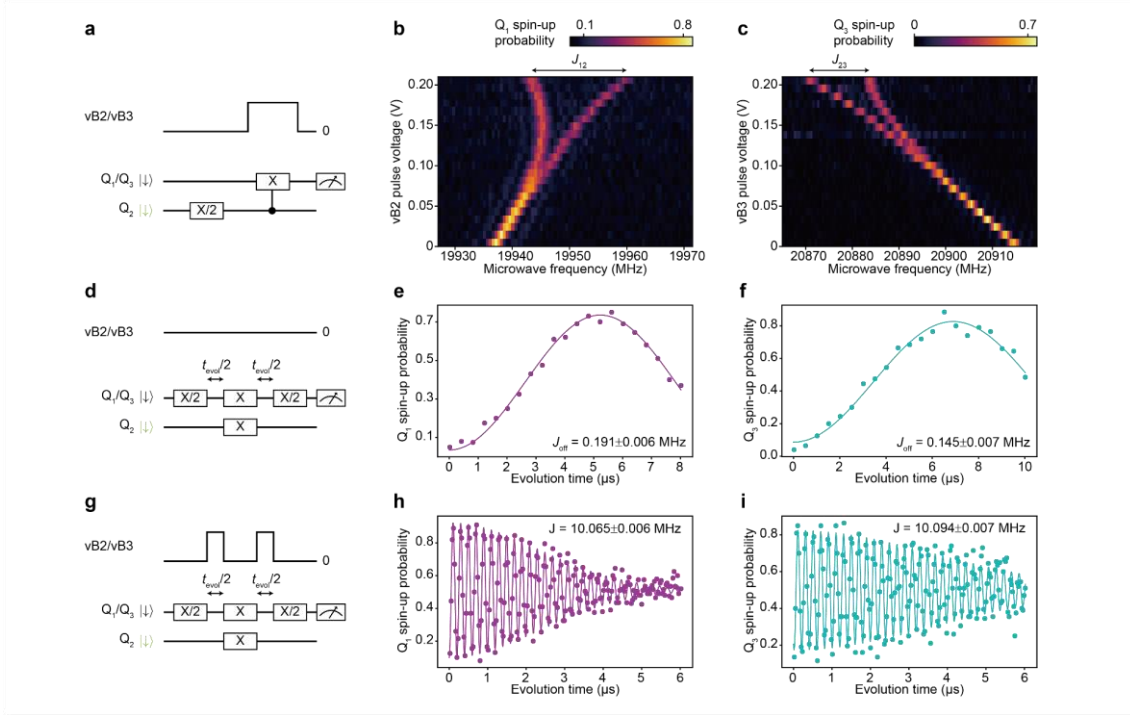 a
vB2/vB3
0
Q1/Q3 |↓⟩
X
Q2 |↓⟩
X/2
b
Q1 spin-up
probability
0.1
0.8
J12
0.20
0.15
0.10
0.05
0
vB2 pulse voltage (V)
19930
19940
19950
19960
19970
Microwave frequency (MHz)
c
Q3 spin-up
probability
0
0.7
J23
0.20
0.15
0.10
0.05
0
vB3 pulse voltage (V)
20870
20880
20890
20900
20910
Microwave frequency (MHz)
d
vB2/vB3
0
tevol/2
tevol/2
Q1/Q3 |↓⟩
X/2
X
X/2
Q2 |↓⟩
X
e
0.7
0.5
0.3
0.1
Q1 spin-up probability
Joff = 0.191±0.006 MHz
0 1 2 3 4 5 6 7 8
Evolution time (µs)
f
0.8
0.6
0.4
0.2
0.0
Q3 spin-up probability
Joff = 0.145±0.007 MHz
0 2 4 6 8 10
Evolution time (µs)
g
vB2/vB3
0
tevol/2
tevol/2
Q1/Q3 |↓⟩
X/2
X
X/2
Q2 |↓⟩
X
h
J = 10.065±0.006 MHz
0.8
0.6
0.4
0.2
Q1 spin-up probability
0 1 2 3 4 5 6
Evolution time (µs)
i
J = 10.094±0.007 MHz
0.8
0.6
0.4
0.2
Q3 spin-up probability
0 1 2 3 4 5 6
Evolution time (µs)